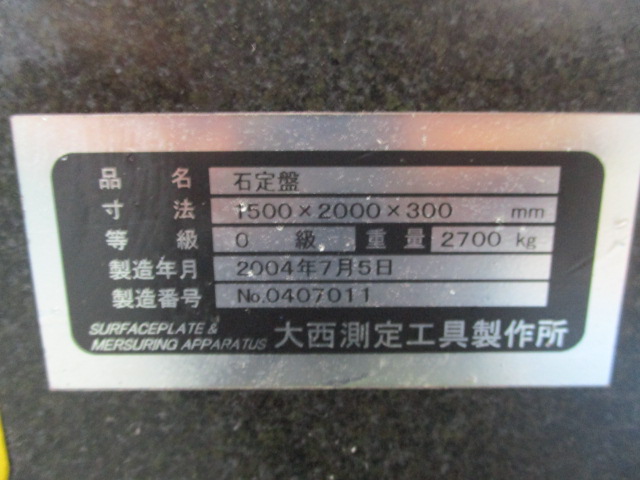 品名 石定盤
寸法 1500×2000×300 mm
等級 0 級 重量 2700 kg
製造年月 2004年7月5日
製造番号 No.0407011
SURFACEPLATE &
MERSURING APPARATUS 大西測定工具製作所